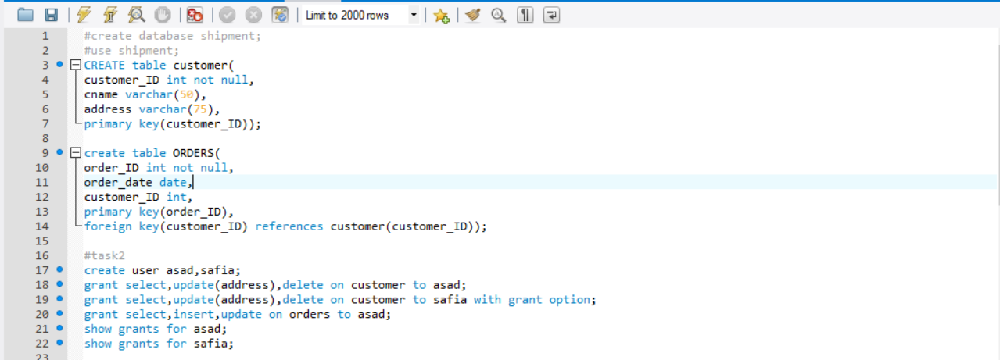 Limit to 2000 rows
1 #create database shipment;
2 #use shipment;
3 CREATE table customer(
4 customer_ID int not null,
5 cname varchar(50),
6 address varchar(75),
7 primary key(customer_ID));
8
9 create table ORDERS(
10 order_ID int not null,
11 order_date date,
12 customer_ID int,
13 primary key(order_ID),
14 foreign key(customer_ID) references customer(customer_ID));
15
16 #task2
17 create user asad,safia;
18 grant select,update(address),delete on customer to asad;
19 grant select,update(address),delete on customer to safia with grant option;
20 grant select,insert,update on orders to asad;
21 show grants for asad;
22 show grants for safia;
23